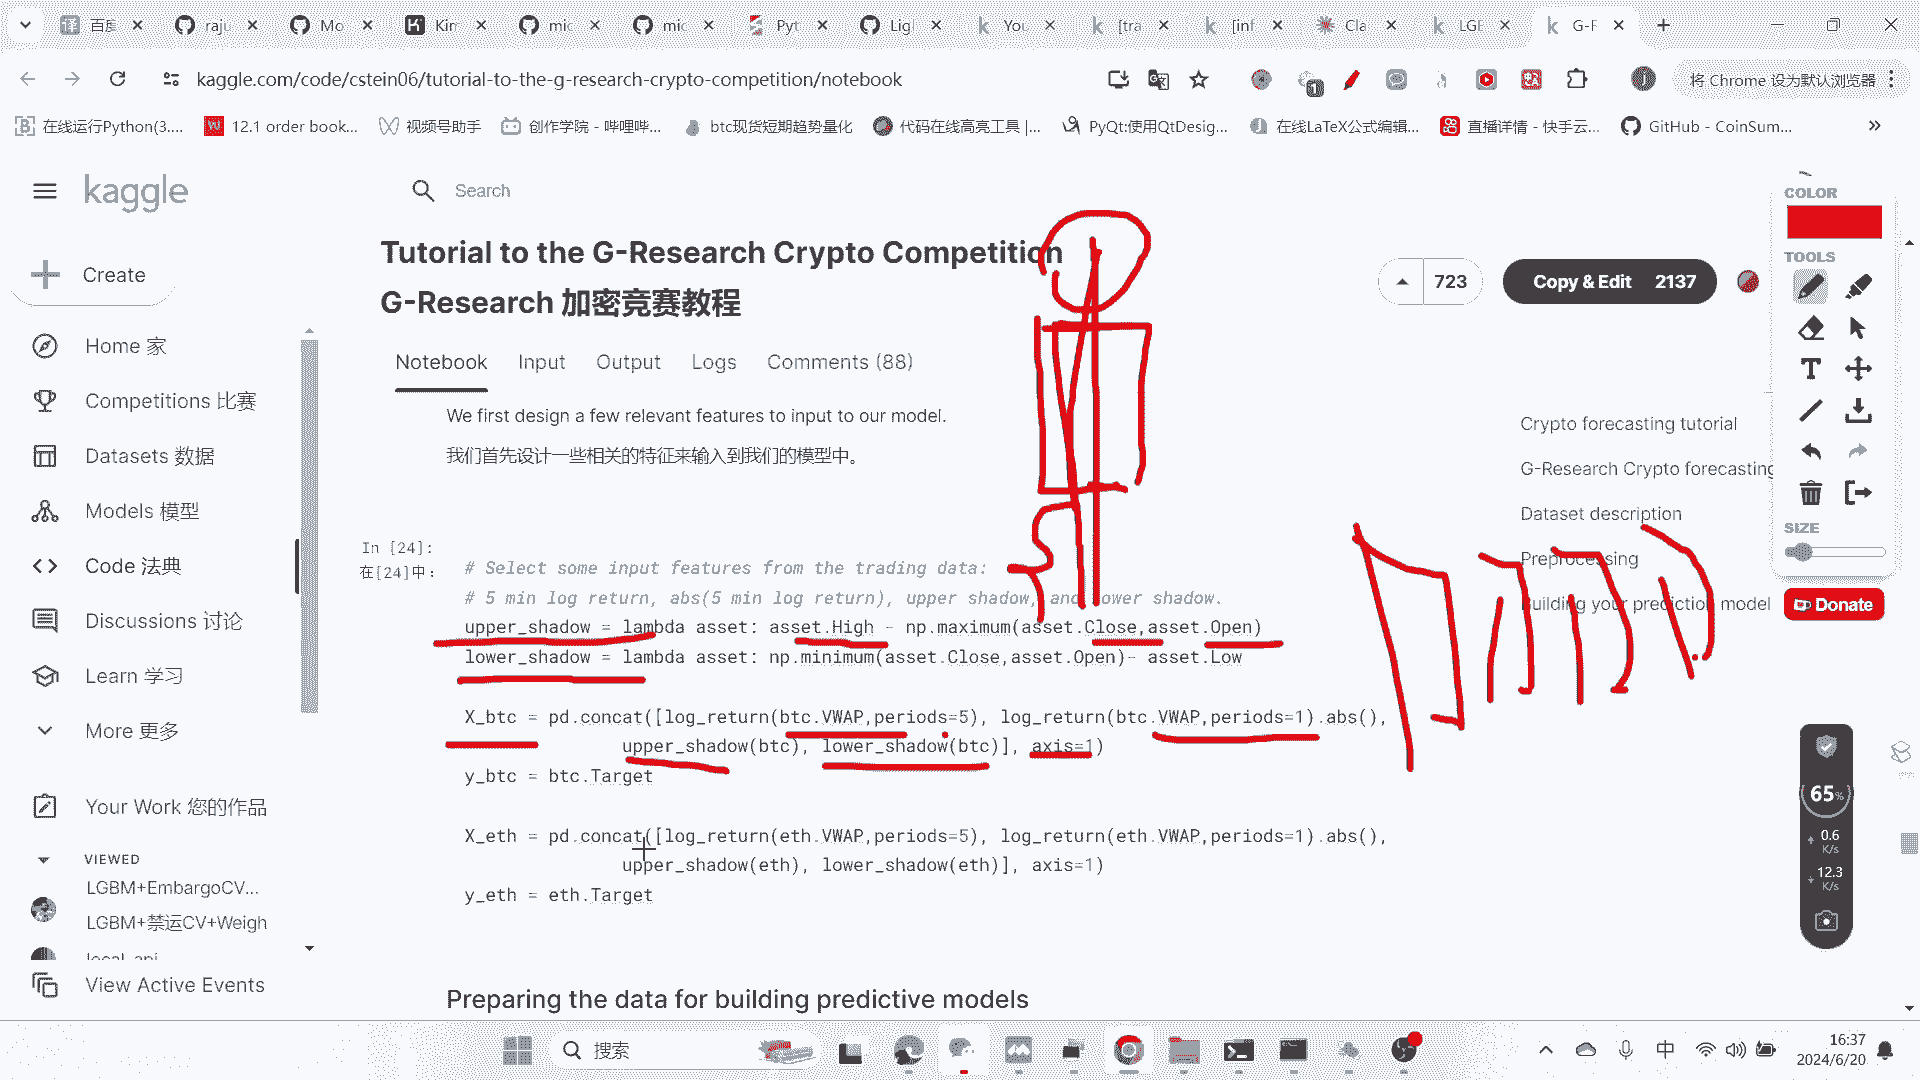 百度
raju
Mo
Kim
mic
mic
Pyt
Ligl
You
[tra
[inf
Cla
LGE
G-F
kaggle.com/code/cstein06/tutorial-to-the-g-research-crypto-competition/notebook
将 Chrome 设为默认浏览器
在线运行Python(3....
12.1 order book...
视频号助手
创作学院 - 哔哩哔...
btc现货短期趋势量化
代码在线高亮工具 |...
PyQt:使用QtDesig...
在线LaTeX公式编辑...
直播详情 - 快手云...
GitHub - CoinSum...
kaggle
Search
Create
Home 家
Competitions 比赛
Datasets 数据
Models 模型
Code 法典
Discussions 讨论
Learn 学习
More 更多
Your Work 您的作品
VIEWED
LGBM+EmbargoCV...
LGBM+禁运CV+Weigh
local_api
View Active Events
Tutorial to the G-Research Crypto Competition
G-Research 加密竞赛教程
723
Copy & Edit 2137
Notebook Input Output Logs Comments (88)
We first design a few relevant features to input to our model.
我们首先设计一些相关的特征来输入到我们的模型中。
In [24]:
在[24]中:
# Select some input features from the trading data:
# 5 min log return, abs(5 min log return), upper shadow, and lower shadow.
upper_shadow = lambda asset: asset.High - np.maximum(asset.Close,asset.Open)
lower_shadow = lambda asset: np.minimum(asset.Close,asset.Open)- asset.Low
X_btc = pd.concat([log_return(btc.VWAP,periods=5), log_return(btc.VWAP,periods=1).abs(),
upper_shadow(btc), lower_shadow(btc)], axis=1)
y_btc = btc.Target
X_eth = pd.concat([log_return(eth.VWAP,periods=5), log_return(eth.VWAP,periods=1).abs(),
upper_shadow(eth), lower_shadow(eth)], axis=1)
y_eth = eth.Target
Preparing the data for building predictive models
Crypto forecasting tutorial
G-Research Crypto forecasting
Dataset description
Preprocessing
Building your prediction model
COLOR
TOOLS
SIZE
Donate
65%
0.6
K/s
12.3
K/s
搜索
中
16:37
2024/6/20